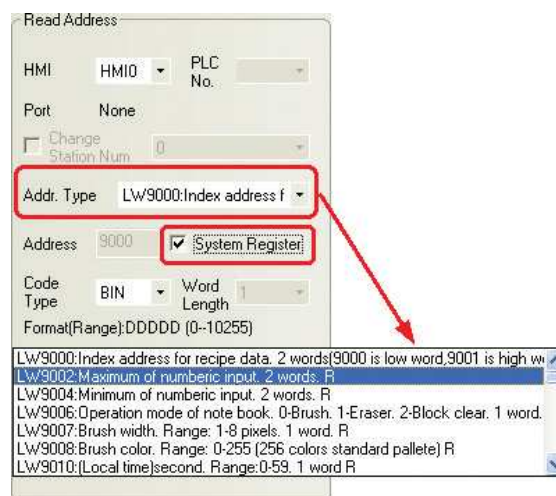 Read Address
HMI HMI0 PLC No.
Port None
Change Station Num 0
Addr. Type LW9000:Index address f
Address 9000 System Register
Code Type BIN Word Length 1
Format(Range):DDDDD (0--10255)
LW9000:Index address for recipe data. 2 words(9000 is low word,9001 is high w
LW9002:Maximum of numberic input. 2 words. R
LW9004:Minimum of numberic input. 2 words. R
LW9006:Operation mode of note book. 0-Brush. 1-Eraser. 2-Block clear. 1 word.
LW9007:Brush width. Range: 1-8 pixels. 1 word. R
LW9008:Brush color. Range: 0-255 (256 colors standard pallete) R
LW9010:(Local time)second. Range:0-59. 1 word R